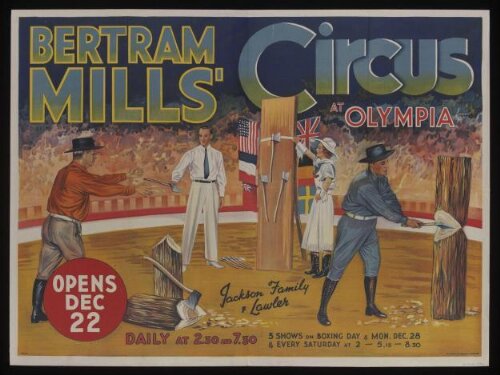 BERTRAM
MILLS'
Circus
AT OLYMPIA
Jackson Family
& Lawler
OPENS
DEC
22
DAILY AT 2.30 AND 7.30
3 SHOWS ON BOXING DAY & MON. DEC. 28
& EVERY SATURDAY AT 2 – 5.15 – 8.30